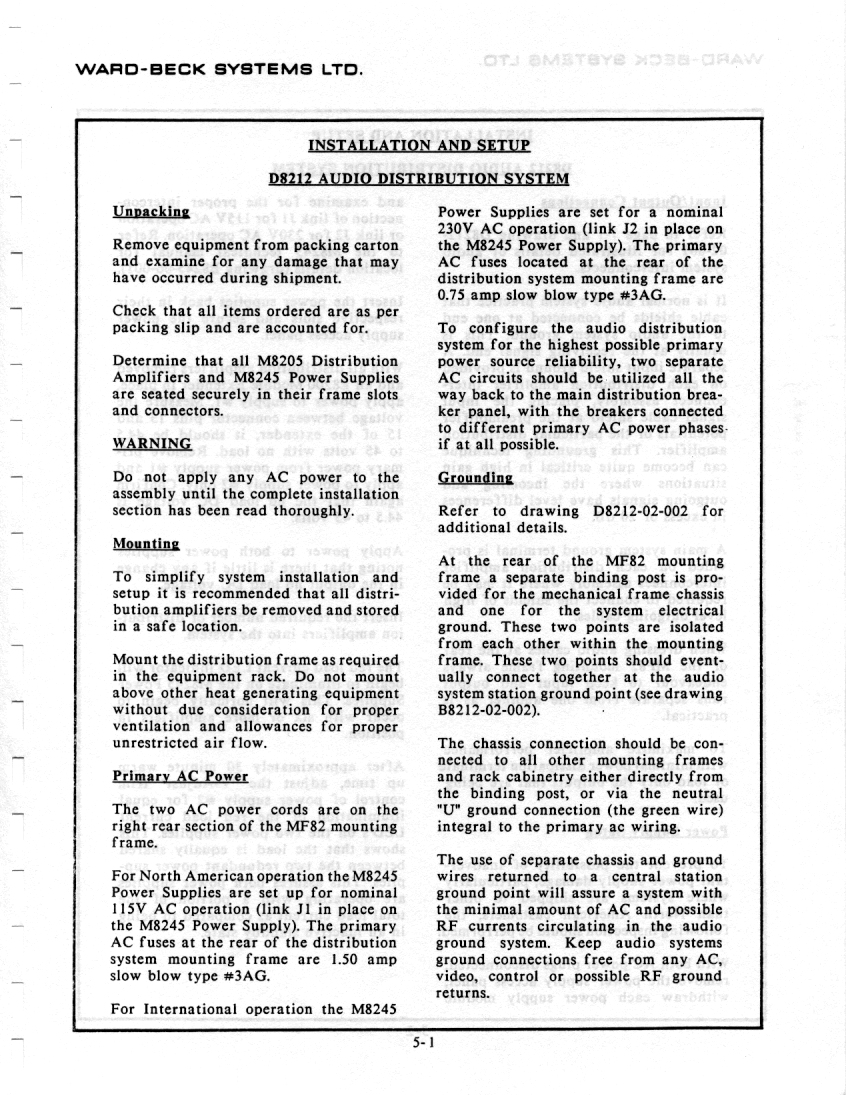 WARD-BECK SYSTEMS LTD.
INSTALLATION AND SETUP
D8212 AUDIO DISTRIBUTION SYSTEM
Unpacking
Remove equipment from packing carton
and examine for any damage that may
have occurred during shipment.
Check that all items ordered are as per
packing slip and are accounted for.
Determine that all M8205 Distribution
Amplifiers and M8245 Power Supplies
are seated securely in their frame slots
and connectors.
WARNING
Do not apply any AC power to the
assembly until the complete installation
section has been read thoroughly.
Mounting
To simplify system installation and
setup it is recommended that all distri-
bution amplifiers be removed and stored
in a safe location.
Mount the distribution frame as required
in the equipment rack. Do not mount
above other heat generating equipment
without due consideration for proper
ventilation and allowances for proper
unrestricted air flow.
Primary AC Power
The two AC power cords are on the
right rear section of the MF82 mounting
frame.
For North American operation the M8245
Power Supplies are set up for nominal
115V AC operation (link J1 in place on
the M8245 Power Supply). The primary
AC fuses at the rear of the distribution
system mounting frame are 1.50 amp
slow blow type #3AG.
For International operation the M8245
Power Supplies are set for a nominal
230V AC operation (link J2 in place on
the M8245 Power Supply). The primary
AC fuses located at the rear of the
distribution system mounting frame are
0.75 amp slow blow type #3AG.
To configure the audio distribution
system for the highest possible primary
power source reliability, two separate
AC circuits should be utilized all the
way back to the main distribution brea-
ker panel, with the breakers connected
to different primary AC power phases
if at all possible.
Grounding
Refer to drawing D8212-02-002 for
additional details.
At the rear of the MF82 mounting
frame a separate binding post is pro-
vided for the mechanical frame chassis
and one for the system electrical
ground. These two points are isolated
from each other within the mounting
frame. These two points should event-
ually connect together at the audio
system station ground point (see drawing
B8212-02-002).
The chassis connection should be con-
nected to all other mounting frames
and rack cabinetry either directly from
the binding post, or via the neutral
"U" ground connection (the green wire)
integral to the primary ac wiring.
The use of separate chassis and ground
wires returned to a central station
ground point will assure a system with
the minimal amount of AC and possible
RF currents circulating in the audio
ground system. Keep audio systems
ground connections free from any AC,
video, control or possible RF ground
returns.
5-1